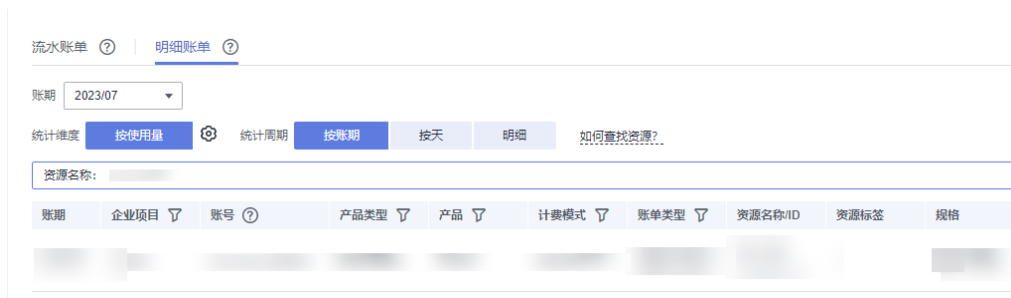 流水账单 ? 明细账单 ?
账期 2023/07
统计维度 按使用量 统计周期 按账期 按天 明细 如何查找资源?
资源名称:
账期 企业项目 账号 ? 产品类型 产品 计费模式 账单类型 资源名称/ID 资源标签 规格